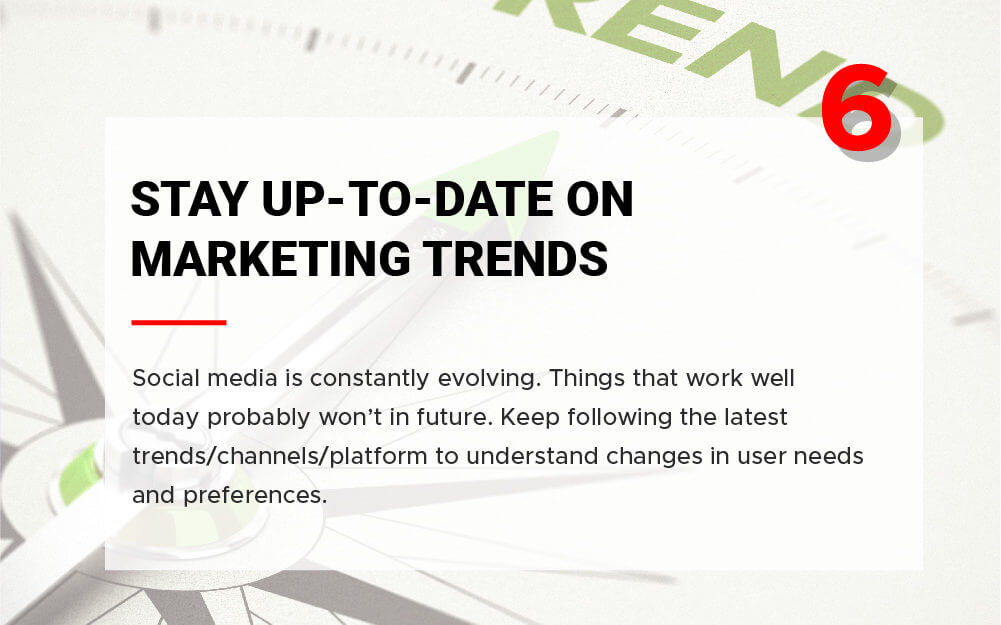 TREND
6
STAY UP-TO-DATE ON
MARKETING TRENDS
Social media is constantly evolving. Things that work well
today probably won’t in future. Keep following the latest
trends/channels/platform to understand changes in user needs
and preferences.